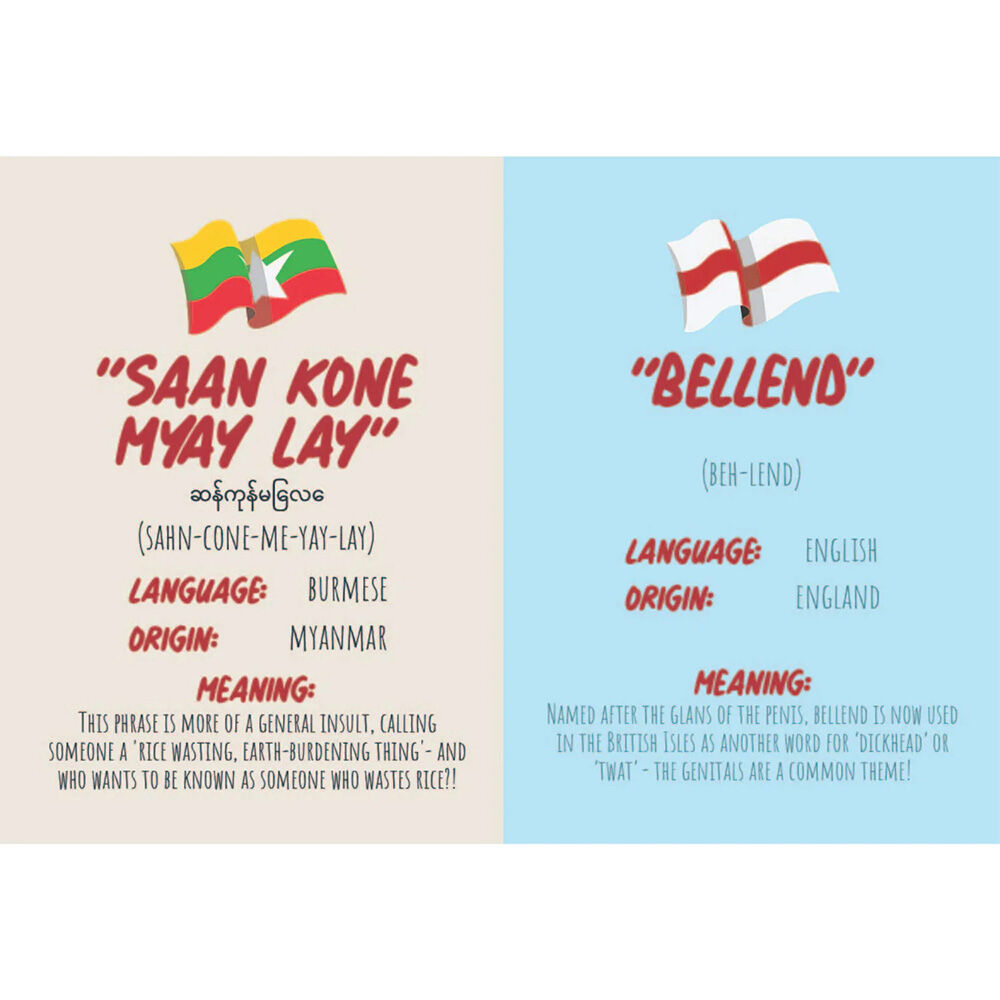 "SAAN KONE
MYAY LAY"
ဆန်ကုန်မြေလေး
(SAHN-CONE-ME-YAY-LAY)
LANGUAGE: BURMESE
ORIGIN: MYANMAR
MEANING:
THIS PHRASE IS MORE OF A GENERAL INSULT, CALLING
SOMEONE A 'RICE WASTING, EARTH-BURDENING THING'- AND
WHO WANTS TO BE KNOWN AS SOMEONE WHO WASTES RICE?!
"BELLEND"
(BEH-LEND)
LANGUAGE: ENGLISH
ORIGIN: ENGLAND
MEANING:
NAMED AFTER THE GLANS OF THE PENIS, BELLEND IS NOW USED
IN THE BRITISH ISLES AS ANOTHER WORD FOR 'DICKHEAD' OR
'TWAT' - THE GENITALS ARE A COMMON THEME!